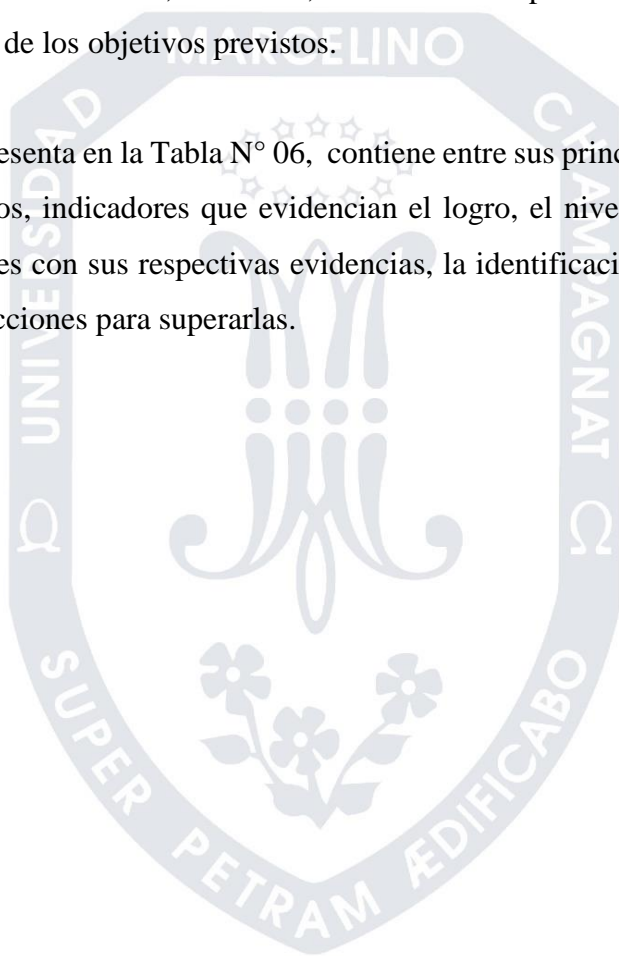 de los objetivos previstos.
esenta en la Tabla N° 06, contiene entre sus princ
os, indicadores que evidencian el logro, el nive
es con sus respectivas evidencias, la identificaci
cciones para superarlas.
UNIVERSIDAD MARCELINO CHAMPAGNAT
SUPER PETRAM ÆDIFICABO
Ω Ω